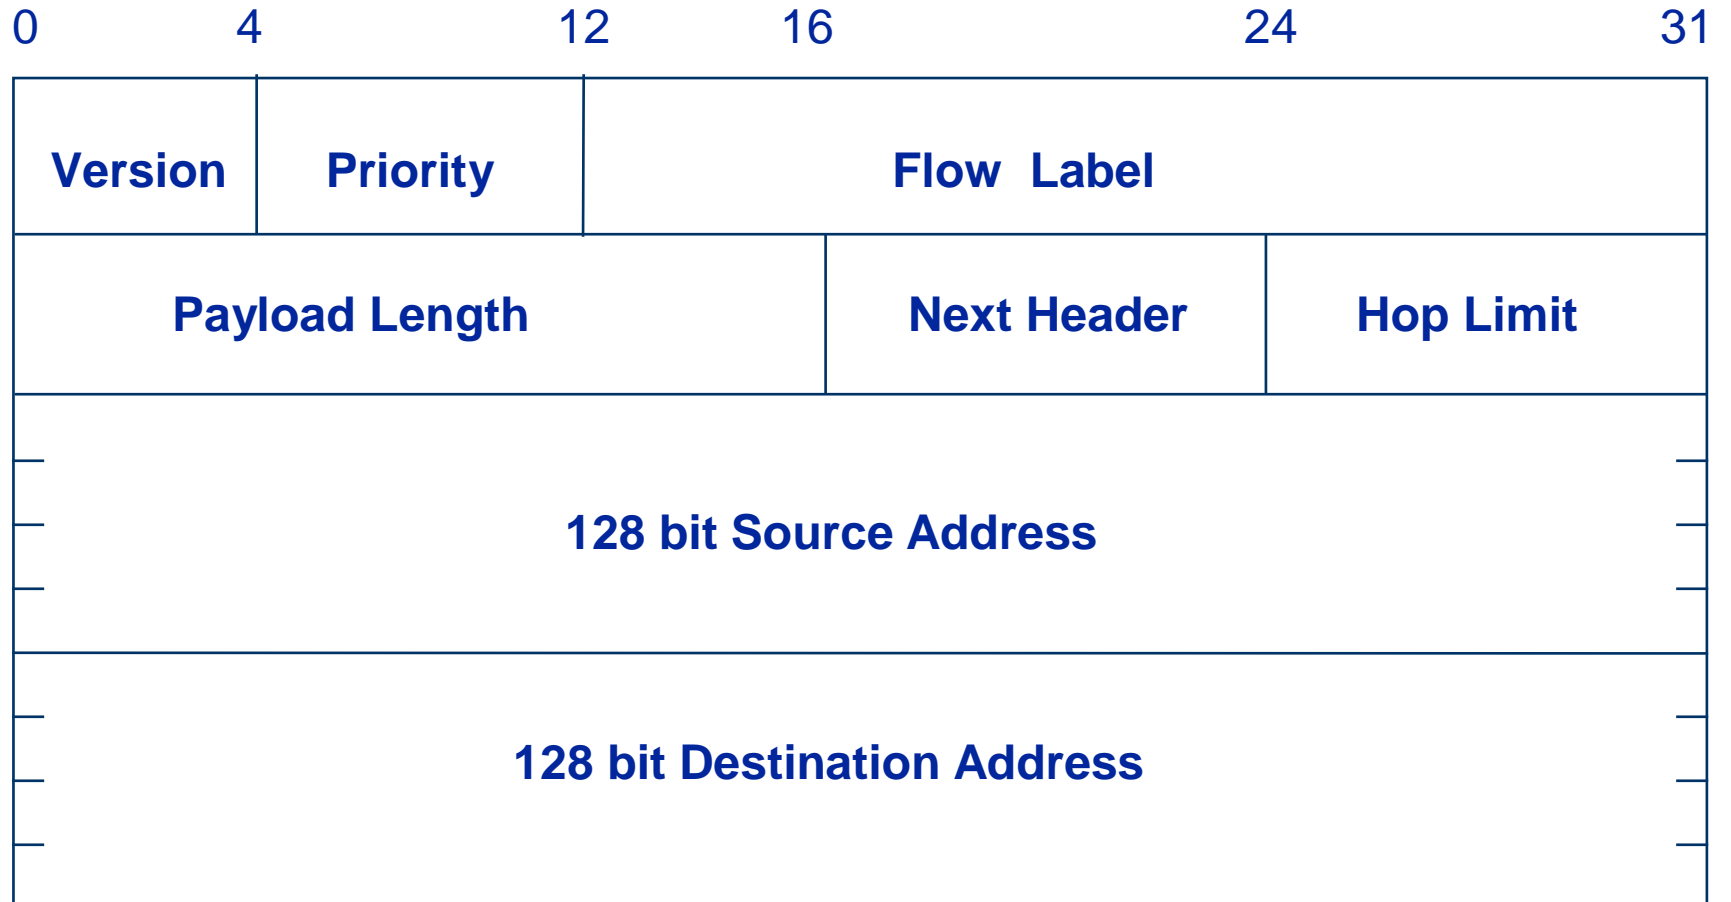 0 4 12 16 24 31
Version Priority Flow Label
Payload Length Next Header Hop Limit
128 bit Source Address
128 bit Destination Address